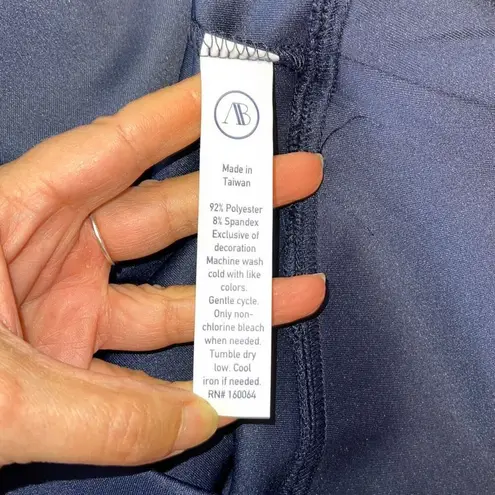 AB
Made in
Taiwan
92% Polyester
8% Spandex
Exclusive of
decoration
Machine wash
cold with like
colors.
Gentle cycle.
Only non-
chlorine bleach
when needed.
Tumble dry
low. Cool
iron if needed.
RN# 160064